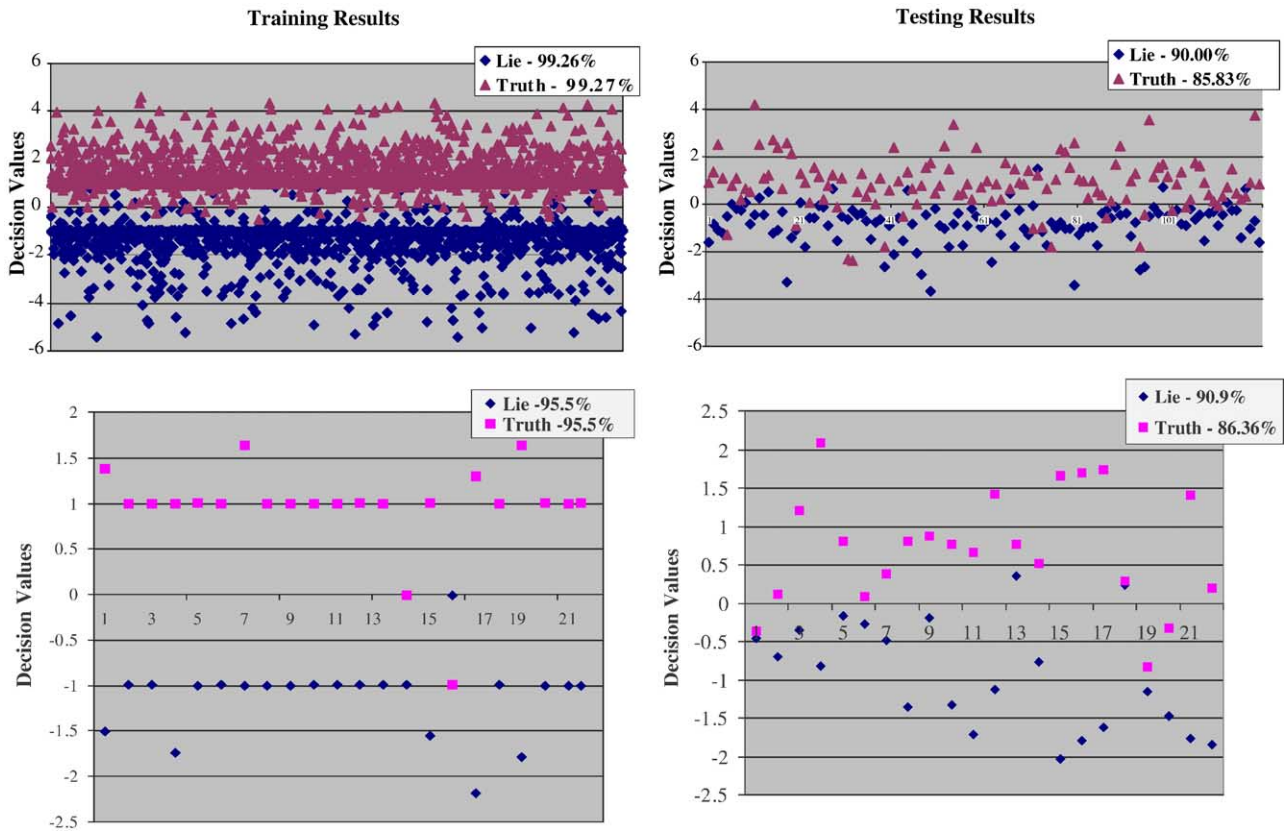 Training Results
Testing Results
Lie - 99.26%
Truth - 99.27%
Decision Values
6
4
2
0
-2
-4
-6
Lie - 90.00%
Truth - 85.83%
Decision Values
6
4
2
0
-2
-4
-6
1
21
41
61
81
101
Lie -95.5%
Truth -95.5%
Decision Values
2
1.5
1
0.5
0
-0.5
-1
-1.5
-2
-2.5
1 3 5 7 9 11 13 15 17 19 21
Lie - 90.9%
Truth - 86.36%
Decision Values
2.5
2
1.5
1
0.5
0
-0.5
-1
-1.5
-2
-2.5
3 5 7 9 11 13 15 17 19 21